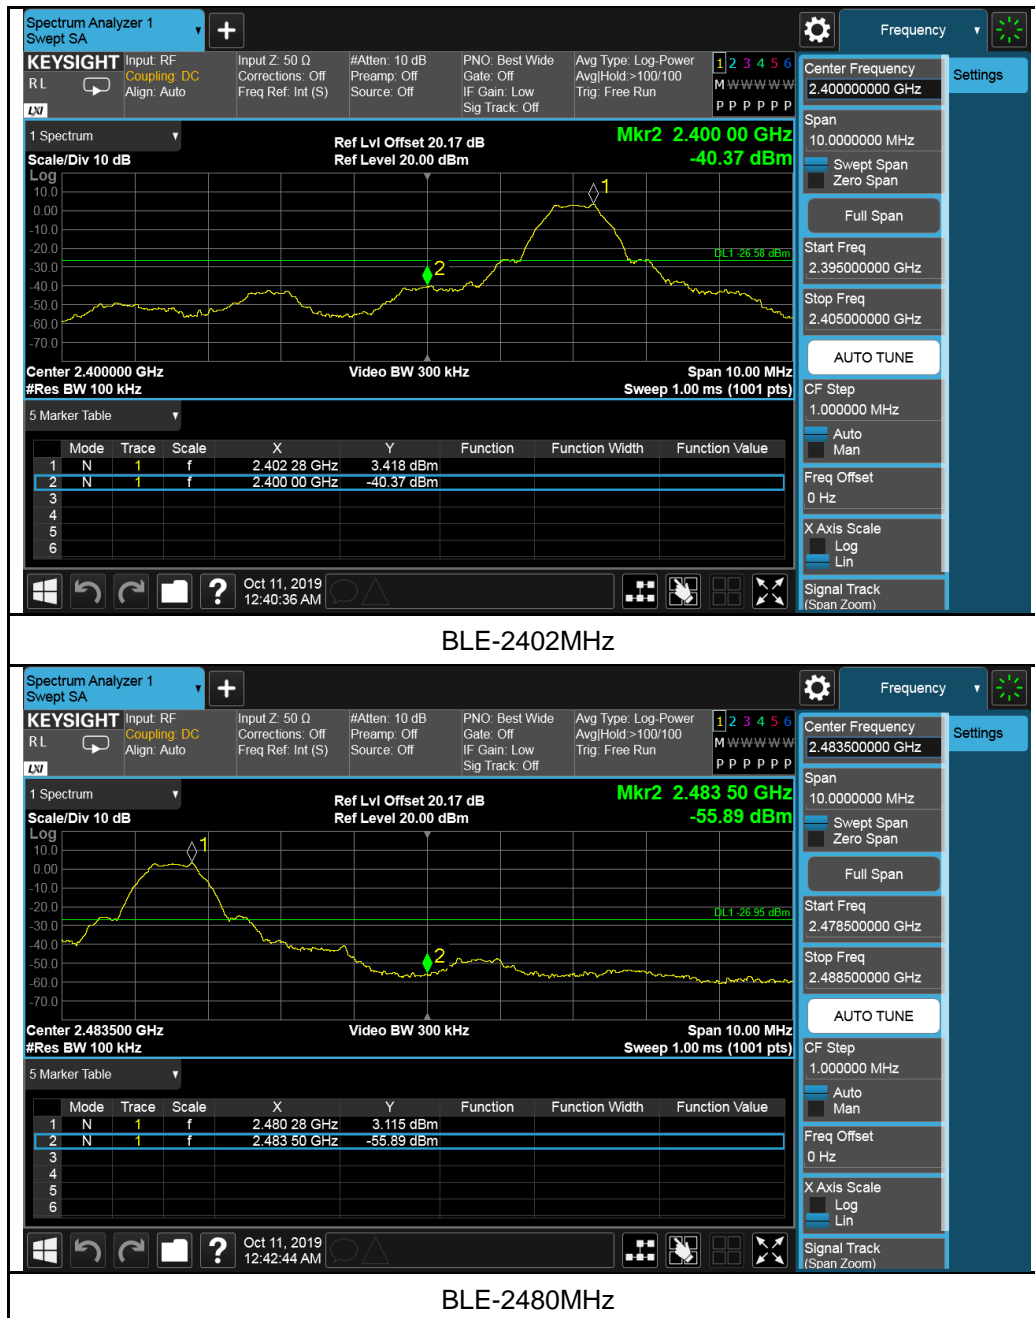 Spectrum Analyzer 1
Swept SA
Frequency
KEYSIGHT
RL
LXI
Input: RF
Coupling: DC
Align: Auto
Input Z: 50 Ω
Corrections: Off
Freq Ref: Int (S)
#Atten: 10 dB
Preamp: Off
Source: Off
PNO: Best Wide
Gate: Off
IF Gain: Low
Sig Track: Off
Avg Type: Log-Power
Avg|Hold:>100/100
Trig: Free Run
1 2 3 4 5 6
M W W W W W
P P P P P P
Center Frequency
2.400000000 GHz
Settings
Span
10.0000000 MHz
Swept Span
Zero Span
Full Span
Start Freq
2.395000000 GHz
Stop Freq
2.405000000 GHz
AUTO TUNE
CF Step
1.000000 MHz
Auto
Man
Freq Offset
0 Hz
X Axis Scale
Log
Lin
Signal Track
(Span Zoom)
1 Spectrum
Scale/Div 10 dB
Ref Lvl Offset 20.17 dB
Ref Level 20.00 dBm
Mkr2 2.400 00 GHz
-40.37 dBm
Log
10.0
0.00
-10.0
-20.0
-30.0
-40.0
-50.0
-60.0
-70.0
1
2
DL1 -26.58 dBm
Center 2.400000 GHz
#Res BW 100 kHz
Video BW 300 kHz
Span 10.00 MHz
Sweep 1.00 ms (1001 pts)
5 Marker Table
Mode Trace Scale X Y Function Function Width Function Value
1 N 1 f 2.402 28 GHz 3.418 dBm
2 N 1 f 2.400 00 GHz -40.37 dBm
3
4
5
6
?
Oct 11, 2019
12:40:36 AM
BLE-2402MHz
Spectrum Analyzer 1
Swept SA
Frequency
KEYSIGHT
RL
LXI
Input: RF
Coupling: DC
Align: Auto
Input Z: 50 Ω
Corrections: Off
Freq Ref: Int (S)
#Atten: 10 dB
Preamp: Off
Source: Off
PNO: Best Wide
Gate: Off
IF Gain: Low
Sig Track: Off
Avg Type: Log-Power
Avg|Hold:>100/100
Trig: Free Run
1 2 3 4 5 6
M W W W W W
P P P P P P
Center Frequency
2.483500000 GHz
Settings
Span
10.0000000 MHz
Swept Span
Zero Span
Full Span
Start Freq
2.478500000 GHz
Stop Freq
2.488500000 GHz
AUTO TUNE
CF Step
1.000000 MHz
Auto
Man
Freq Offset
0 Hz
X Axis Scale
Log
Lin
Signal Track
(Span Zoom)
1 Spectrum
Scale/Div 10 dB
Ref Lvl Offset 20.17 dB
Ref Level 20.00 dBm
Mkr2 2.483 50 GHz
-55.89 dBm
Log
10.0
0.00
-10.0
-20.0
-30.0
-40.0
-50.0
-60.0
-70.0
1
2
DL1 -26.95 dBm
Center 2.483500 GHz
#Res BW 100 kHz
Video BW 300 kHz
Span 10.00 MHz
Sweep 1.00 ms (1001 pts)
5 Marker Table
Mode Trace Scale X Y Function Function Width Function Value
1 N 1 f 2.480 28 GHz 3.115 dBm
2 N 1 f 2.483 50 GHz -55.89 dBm
3
4
5
6
?
Oct 11, 2019
12:42:44 AM
BLE-2480MHz